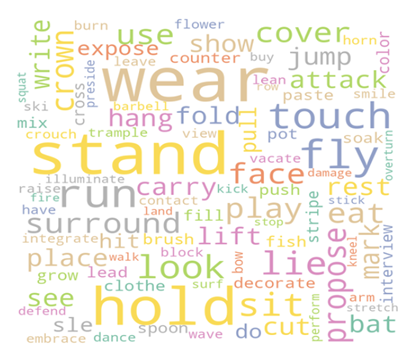 burn flower horn
use cover color
write crown expose show jump
leave counter buy lean smile
squat ski cross preside wear attack
barbell row paste
mix hang fold pull pot soak
crouch trample view touch
stand vacate overturn
illuminate face damage fly
raise run carry kick push rest
fire have contact stick
surround land fill play stop fish stripe eat
integrate hit brush
place walk lift kneel mark
grow lead look block bow lie decorate propose interview
see clothe surf sit arm
defend hold perform stretch
sle spoon wave do cut bat
embrace dance